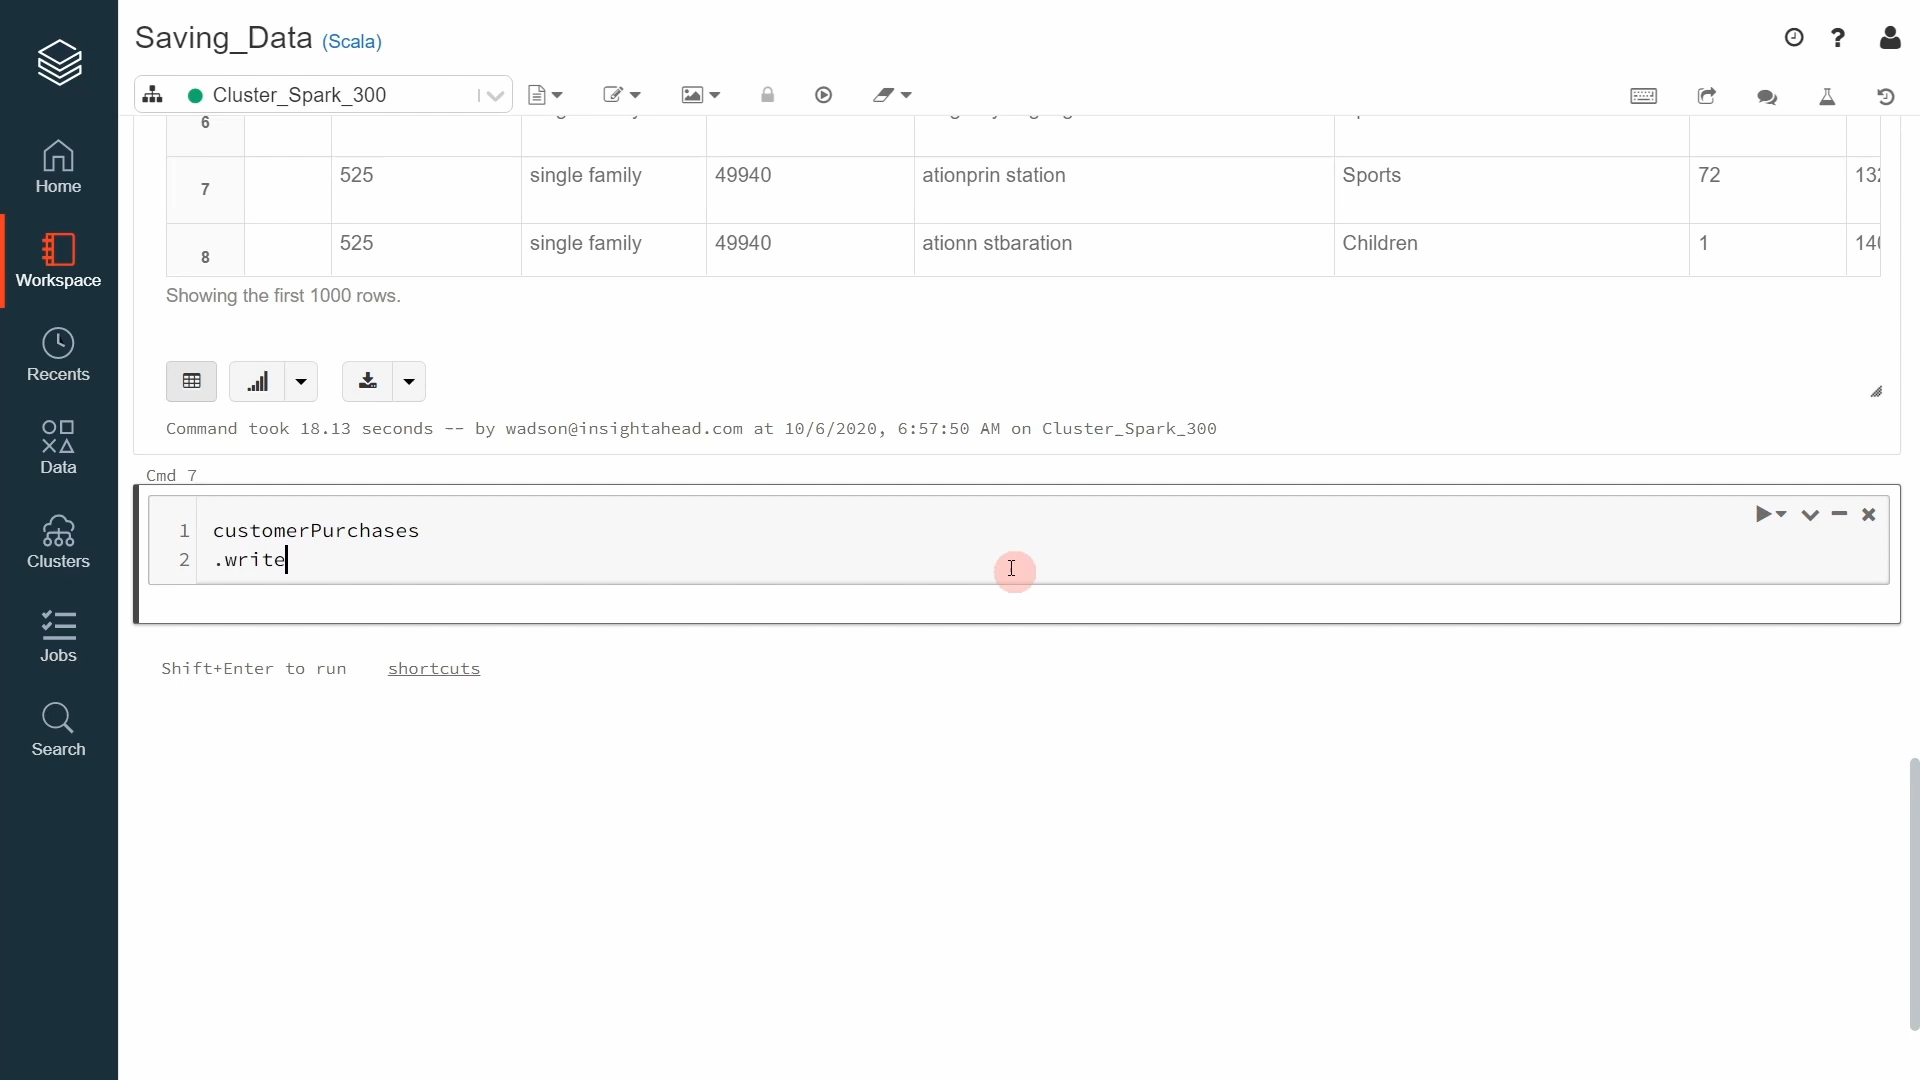 Saving_Data (Scala)
Cluster_Spark_300
Home
Workspace
Recents
Data
Clusters
Jobs
Search
6
7 525 single family 49940 ationprin station Sports 72
8 525 single family 49940 ationn stbaration Children 1
Showing the first 1000 rows.
Command took 18.13 seconds -- by wadson@insightahead.com at 10/6/2020, 6:57:50 AM on Cluster_Spark_300
Cmd 7
1 customerPurchases
2 .write
Shift+Enter to run shortcuts